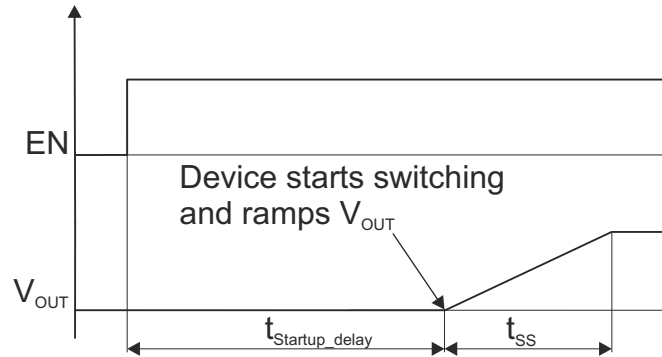 EN
Device starts switching
and ramps VOUT
VOUT
tStartup_delay
tSS